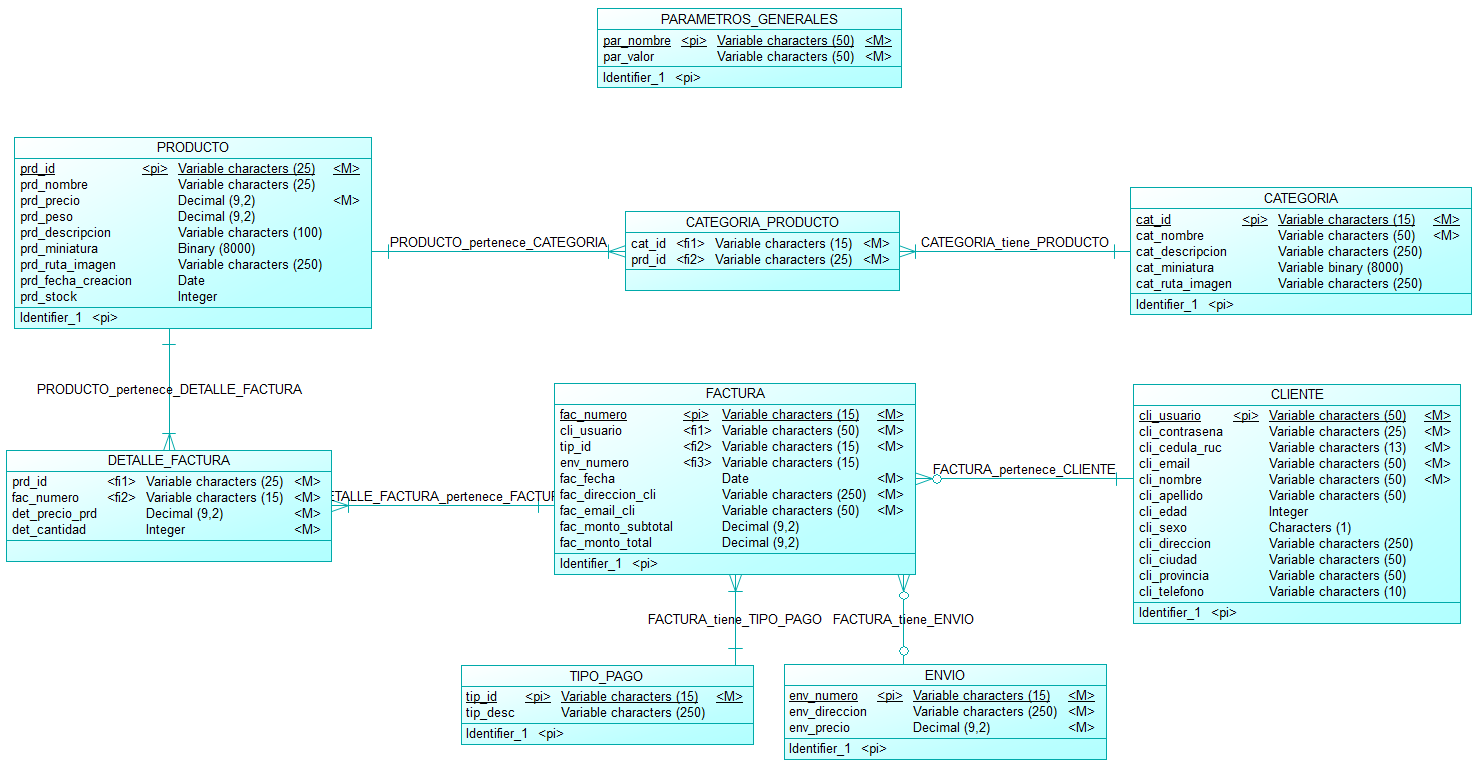 PARAMETROS_GENERALES
par_nombre <pi> Variable characters (50) <M>
par_valor Variable characters (50) <M>
Identifier_1 <pi>
PRODUCTO
prd_id <pi> Variable characters (25) <M>
prd_nombre Variable characters (25)
prd_precio Decimal (9,2) <M>
prd_peso Decimal (9,2)
prd_descripcion Variable characters (100)
prd_miniatura Binary (8000)
prd_ruta_imagen Variable characters (250)
prd_fecha_creacion Date
prd_stock Integer
Identifier_1 <pi>
PRODUCTO_pertenece_CATEGORIA
CATEGORIA_PRODUCTO
cat_id <fi1> Variable characters (15) <M>
prd_id <fi2> Variable characters (25) <M>
CATEGORIA_tiene_PRODUCTO
CATEGORIA
cat_id <pi> Variable characters (15) <M>
cat_nombre Variable characters (50) <M>
cat_descripcion Variable characters (250)
cat_miniatura Variable binary (8000)
cat_ruta_imagen Variable characters (250)
Identifier_1 <pi>
PRODUCTO_pertenece_DETALLE_FACTURA
DETALLE_FACTURA
prd_id <fi1> Variable characters (25) <M>
fac_numero <fi2> Variable characters (15) <M>
det_precio_prd Decimal (9,2) <M>
det_cantidad Integer <M>
ETALLE_FACTURA_pertenece_FACTUR
FACTURA
fac_numero <pi> Variable characters (15) <M>
cli_usuario <fi1> Variable characters (50) <M>
tip_id <fi2> Variable characters (15) <M>
env_numero <fi3> Variable characters (15)
fac_fecha Date <M>
fac_direccion_cli Variable characters (250) <M>
fac_email_cli Variable characters (50) <M>
fac_monto_subtotal Decimal (9,2)
fac_monto_total Decimal (9,2)
Identifier_1 <pi>
FACTURA_pertenece_CLIENTE
CLIENTE
cli_usuario <pi> Variable characters (50) <M>
cli_contrasena Variable characters (25) <M>
cli_cedula_ruc Variable characters (13) <M>
cli_email Variable characters (50) <M>
cli_nombre Variable characters (50) <M>
cli_apellido Variable characters (50)
cli_edad Integer
cli_sexo Characters (1)
cli_direccion Variable characters (250)
cli_ciudad Variable characters (50)
cli_provincia Variable characters (50)
cli_telefono Variable characters (10)
Identifier_1 <pi>
FACTURA_tiene_TIPO_PAGO
FACTURA_tiene_ENVIO
TIPO_PAGO
tip_id <pi> Variable characters (15) <M>
tip_desc Variable characters (250)
Identifier_1 <pi>
ENVIO
env_numero <pi> Variable characters (15) <M>
env_direccion Variable characters (250) <M>
env_precio Decimal (9,2) <M>
Identifier_1 <pi>